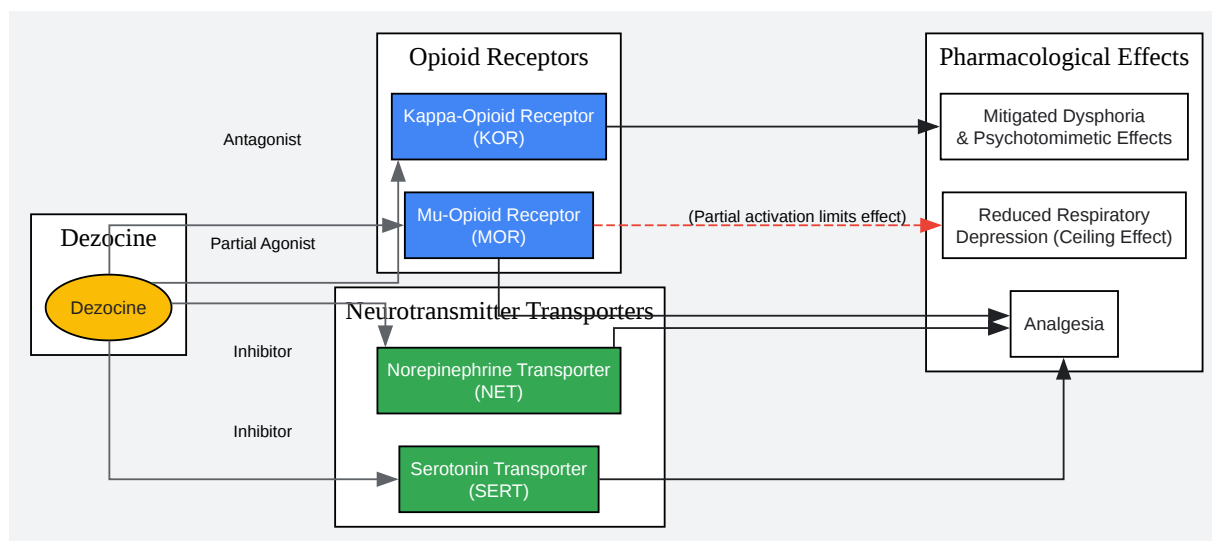 Dezocine
Dezocine
Antagonist
Partial Agonist
Inhibitor
Inhibitor
Opioid Receptors
Kappa-Opioid Receptor
(KOR)
Mu-Opioid Receptor
(MOR)
Neurotransmitter Transporters
Norepinephrine Transporter
(NET)
Serotonin Transporter
(SERT)
(Partial activation limits effect)
Pharmacological Effects
Mitigated Dysphoria
& Psychotomimetic Effects
Reduced Respiratory
Depression (Ceiling Effect)
Analgesia